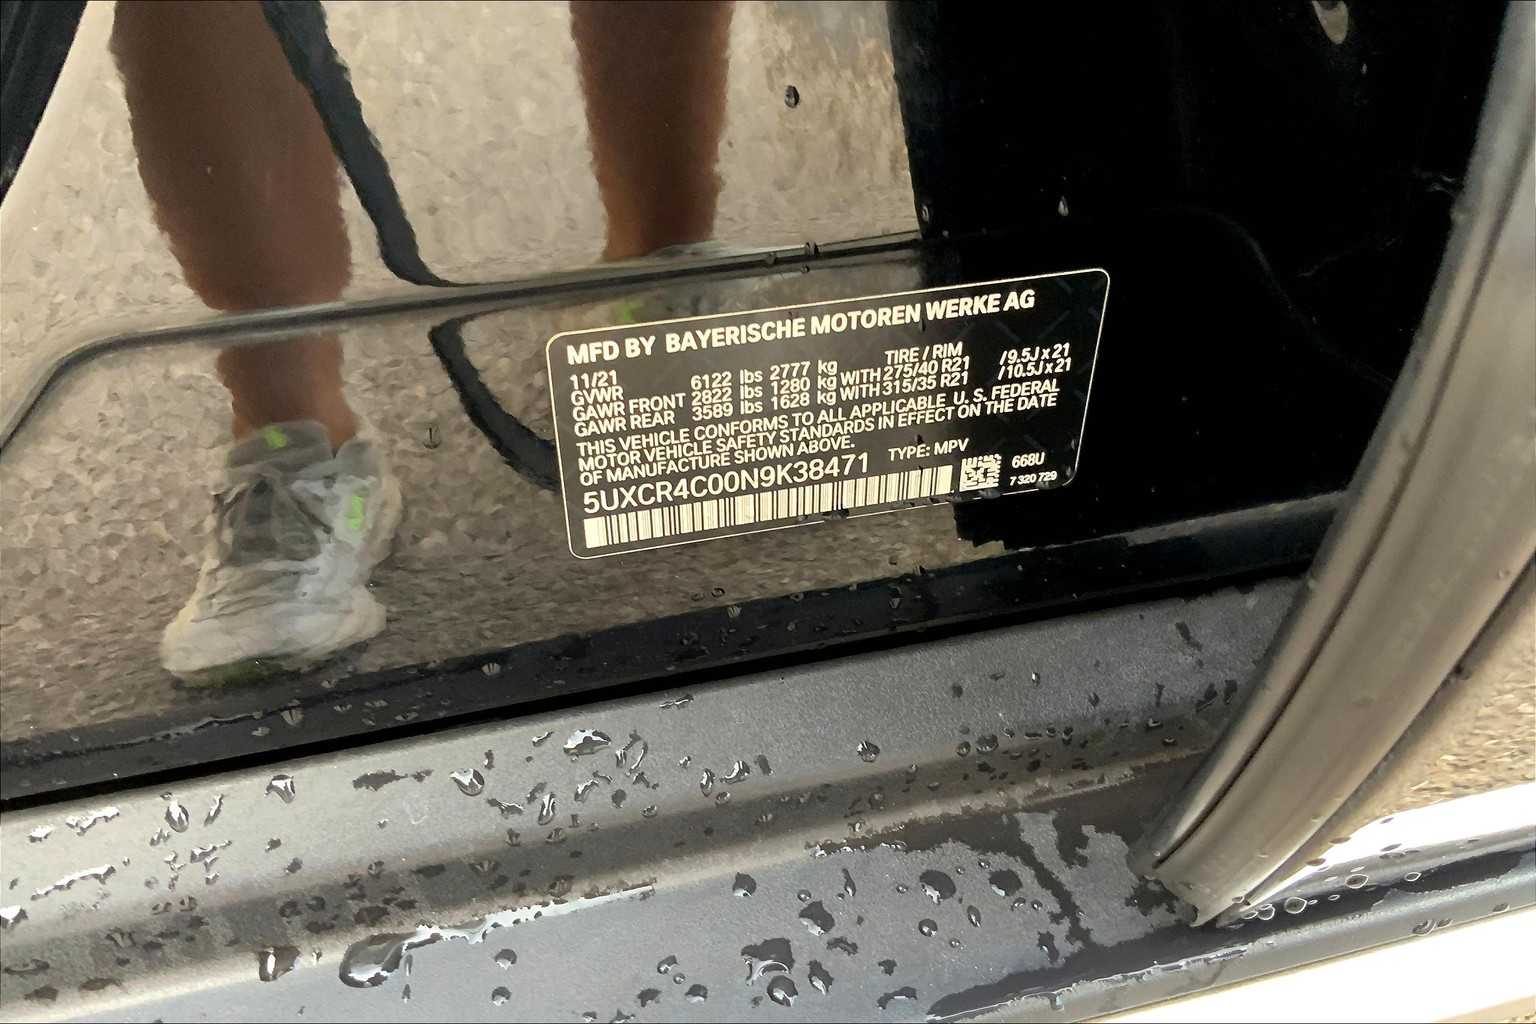 MFD BY BAYERISCHE MOTOREN WERKE AG
11/21 TIRE / RIM
GVWR 6122 lbs 2777 kg
GAWR FRONT 2822 lbs 1280 kg WITH 275/40 R21 /9.5J x 21
GAWR REAR 3589 lbs 1628 kg WITH 315/35 R21 /10.5J x 21
THIS VEHICLE CONFORMS TO ALL APPLICABLE U. S. FEDERAL
MOTOR VEHICLE SAFETY STANDARDS IN EFFECT ON THE DATE
OF MANUFACTURE SHOWN ABOVE.
5UXCR4C00N9K38471 TYPE: MPV
668U
7 320 729